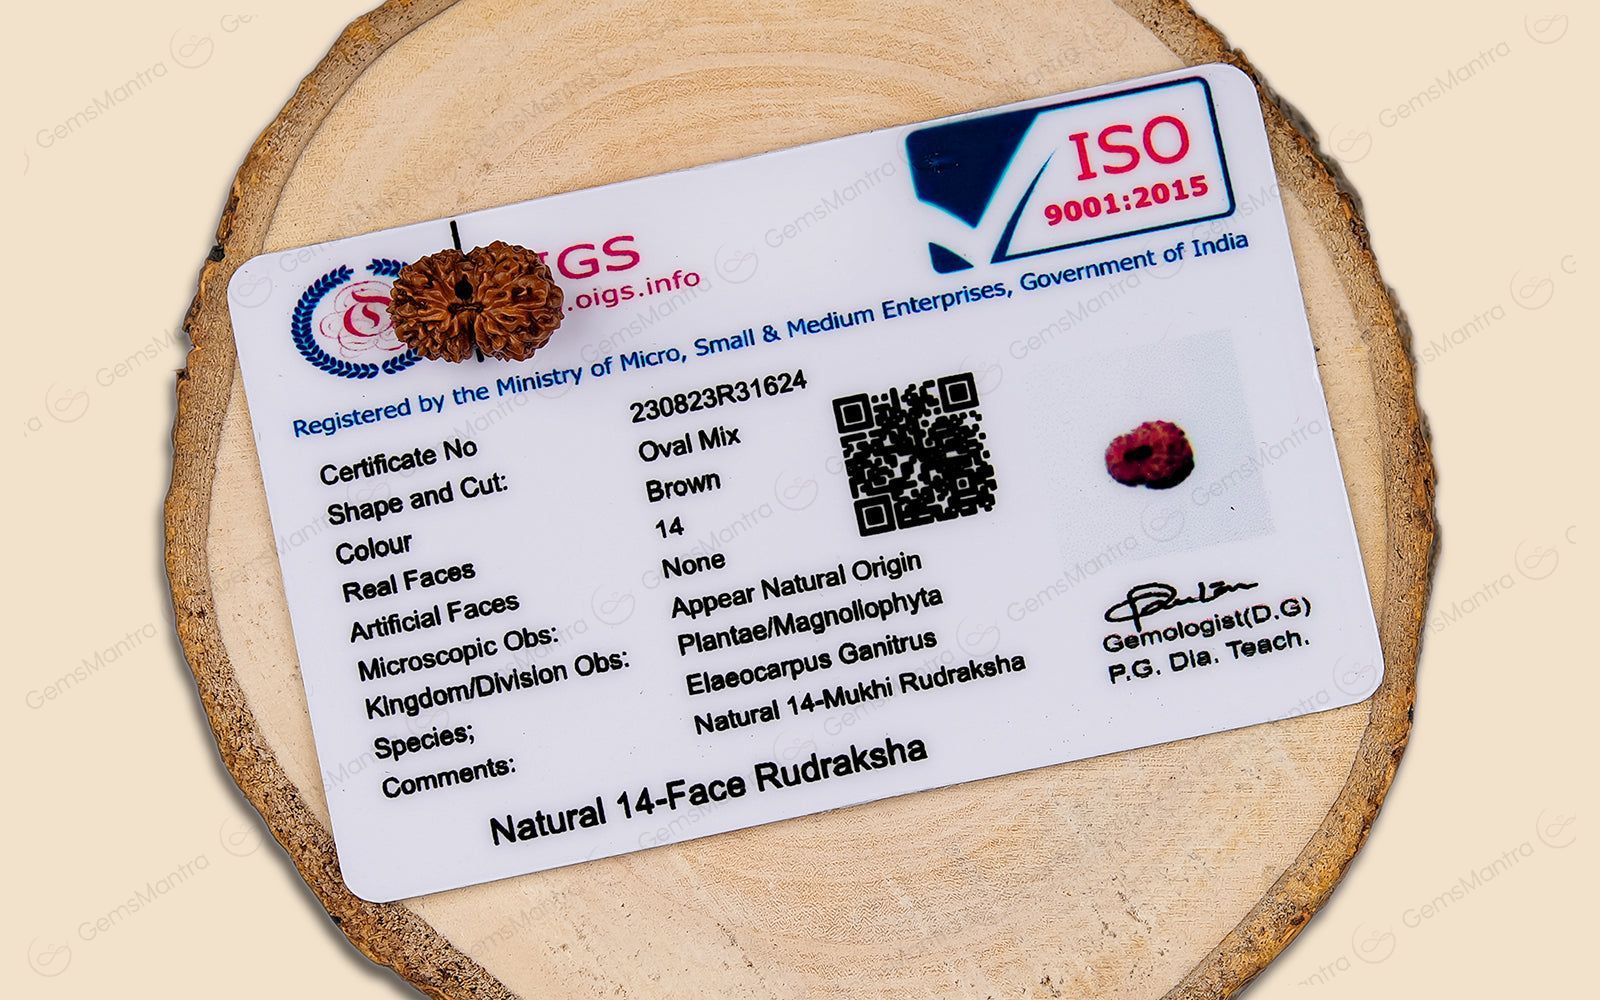 IGS
.oigs.info
ISO
9001:2015
Registered by the Ministry of Micro, Small & Medium Enterprises, Government of India
Certificate No 230823R31624
Shape and Cut: Oval Mix
Colour Brown
Real Faces 14
Artificial Faces None
Microscopic Obs: Appear Natural Origin
Kingdom/Division Obs: Plantae/Magnoliophyta
Species; Elaeocarpus Ganitrus
Comments: Natural 14-Mukhi Rudraksha
Natural 14-Face Rudraksha
Gemologist(D.G)
P.G. Dia. Teach.
GemsMantra